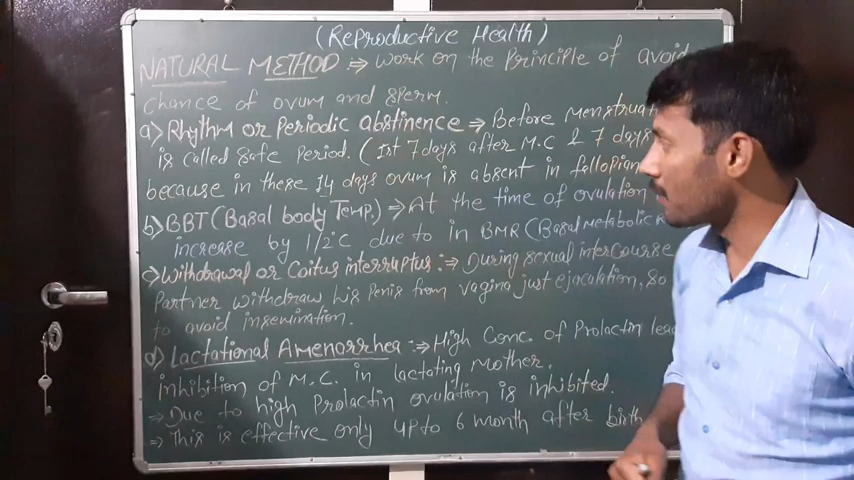 (Reproductive Health)
NATURAL METHOD ⇒ Work on the Principle of avoid
chance of ovum and sperm.
a) Rhythm or Periodic abstinence ⇒ Before Menstrua
is called Safe Period. (Ist 7 days after M.C & 7 days
because in these 14 days ovum is absent in fallopian
b) BBT (Basal body Temp.) ⇒ At the time of ovulation
increase by 1/2°C due to in BMR (Basal Metabolic
c) Withdrawal or Coitus interruptus :⇒ During sexual intercourse
Partner withdraw his penis from vagina just ejaculation, so
to avoid insemination.
d) Lactational Amenorrhea :⇒ High Conc. of Prolactin lea
inhibition of M.C. in lactating Mother.
⇒ Due to high Prolactin ovulation is inhibited.
⇒ This is effective only up to 6 month after birth